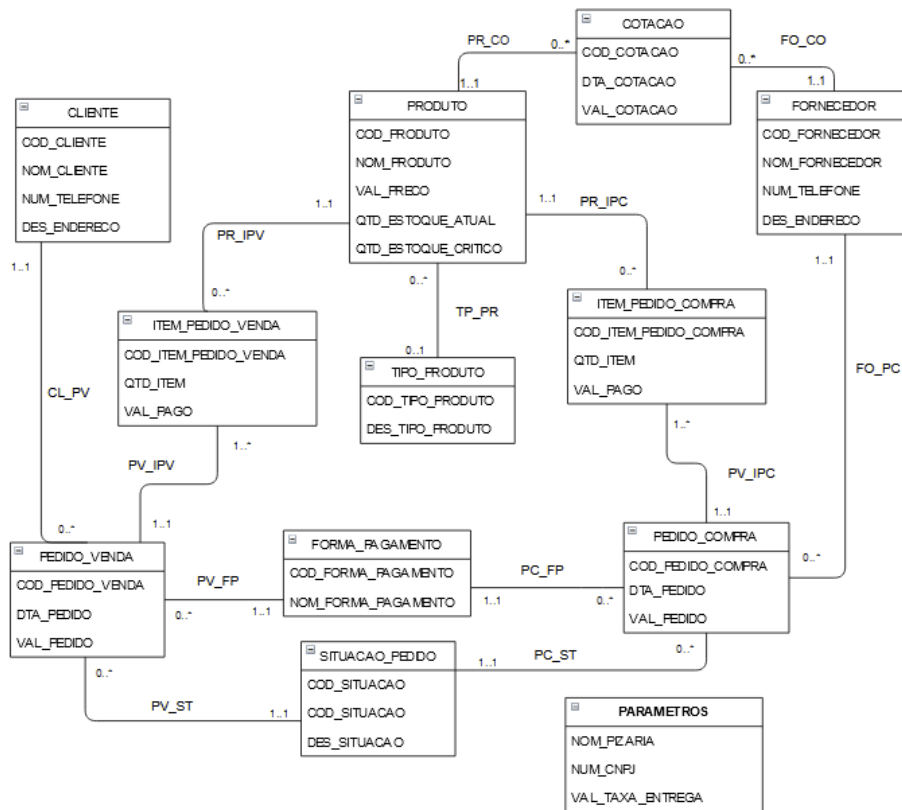 COTACAO
COD_COTACAO
DTA_COTACAO
VAL_COTACAO
PR_CO
0..*
1..1
FO_CO
0..*
1..1
CLIENTE
COD_CLIENTE
NOM_CLIENTE
NUM_TELEFONE
DES_ENDERECO
PRODUTO
COD_PRODUTO
NOM_PRODUTO
VAL_PRECO
QTD_ESTOQUE_ATUAL
QTD_ESTOQUE_CRITICO
FORNECEDOR
COD_FORNECEDOR
NOM_FORNECEDOR
NUM_TELEFONE
DES_ENDERECO
1..1
PR_IPV
0..*
1..1
PR_IPC
0..*
1..1
CL_PV
0..*
1..1
FO_PC
0..*
0..*
TP_PR
0..1
ITEM_PEDIDO_VENDA
COD_ITEM_PEDIDO_VENDA
QTD_ITEM
VAL_PAGO
TIPO_PRODUTO
COD_TIPO_PRODUTO
DES_TIPO_PRODUTO
ITEM_PEDIDO_COMPRA
COD_ITEM_PEDIDO_COMPRA
QTD_ITEM
VAL_PAGO
1..*
PV_IPV
1..1
1..*
PV_IPC
1..1
PEDIDO_VENDA
COD_PEDIDO_VENDA
DTA_PEDIDO
VAL_PEDIDO
PV_FP
0..*
1..1
FORMA_PAGAMENTO
COD_FORMA_PAGAMENTO
NOM_FORMA_PAGAMENTO
PC_FP
1..1
0..*
PEDIDO_COMPRA
COD_PEDIDO_COMPRA
DTA_PEDIDO
VAL_PEDIDO
0..*
PV_ST
1..1
SITUACAO_PEDIDO
COD_SITUACAO
COD_SITUACAO
DES_SITUACAO
1..1
PC_ST
0..*
PARAMETROS
NOM_PIZARIA
NUM_CNPJ
VAL_TAXA_ENTREGA